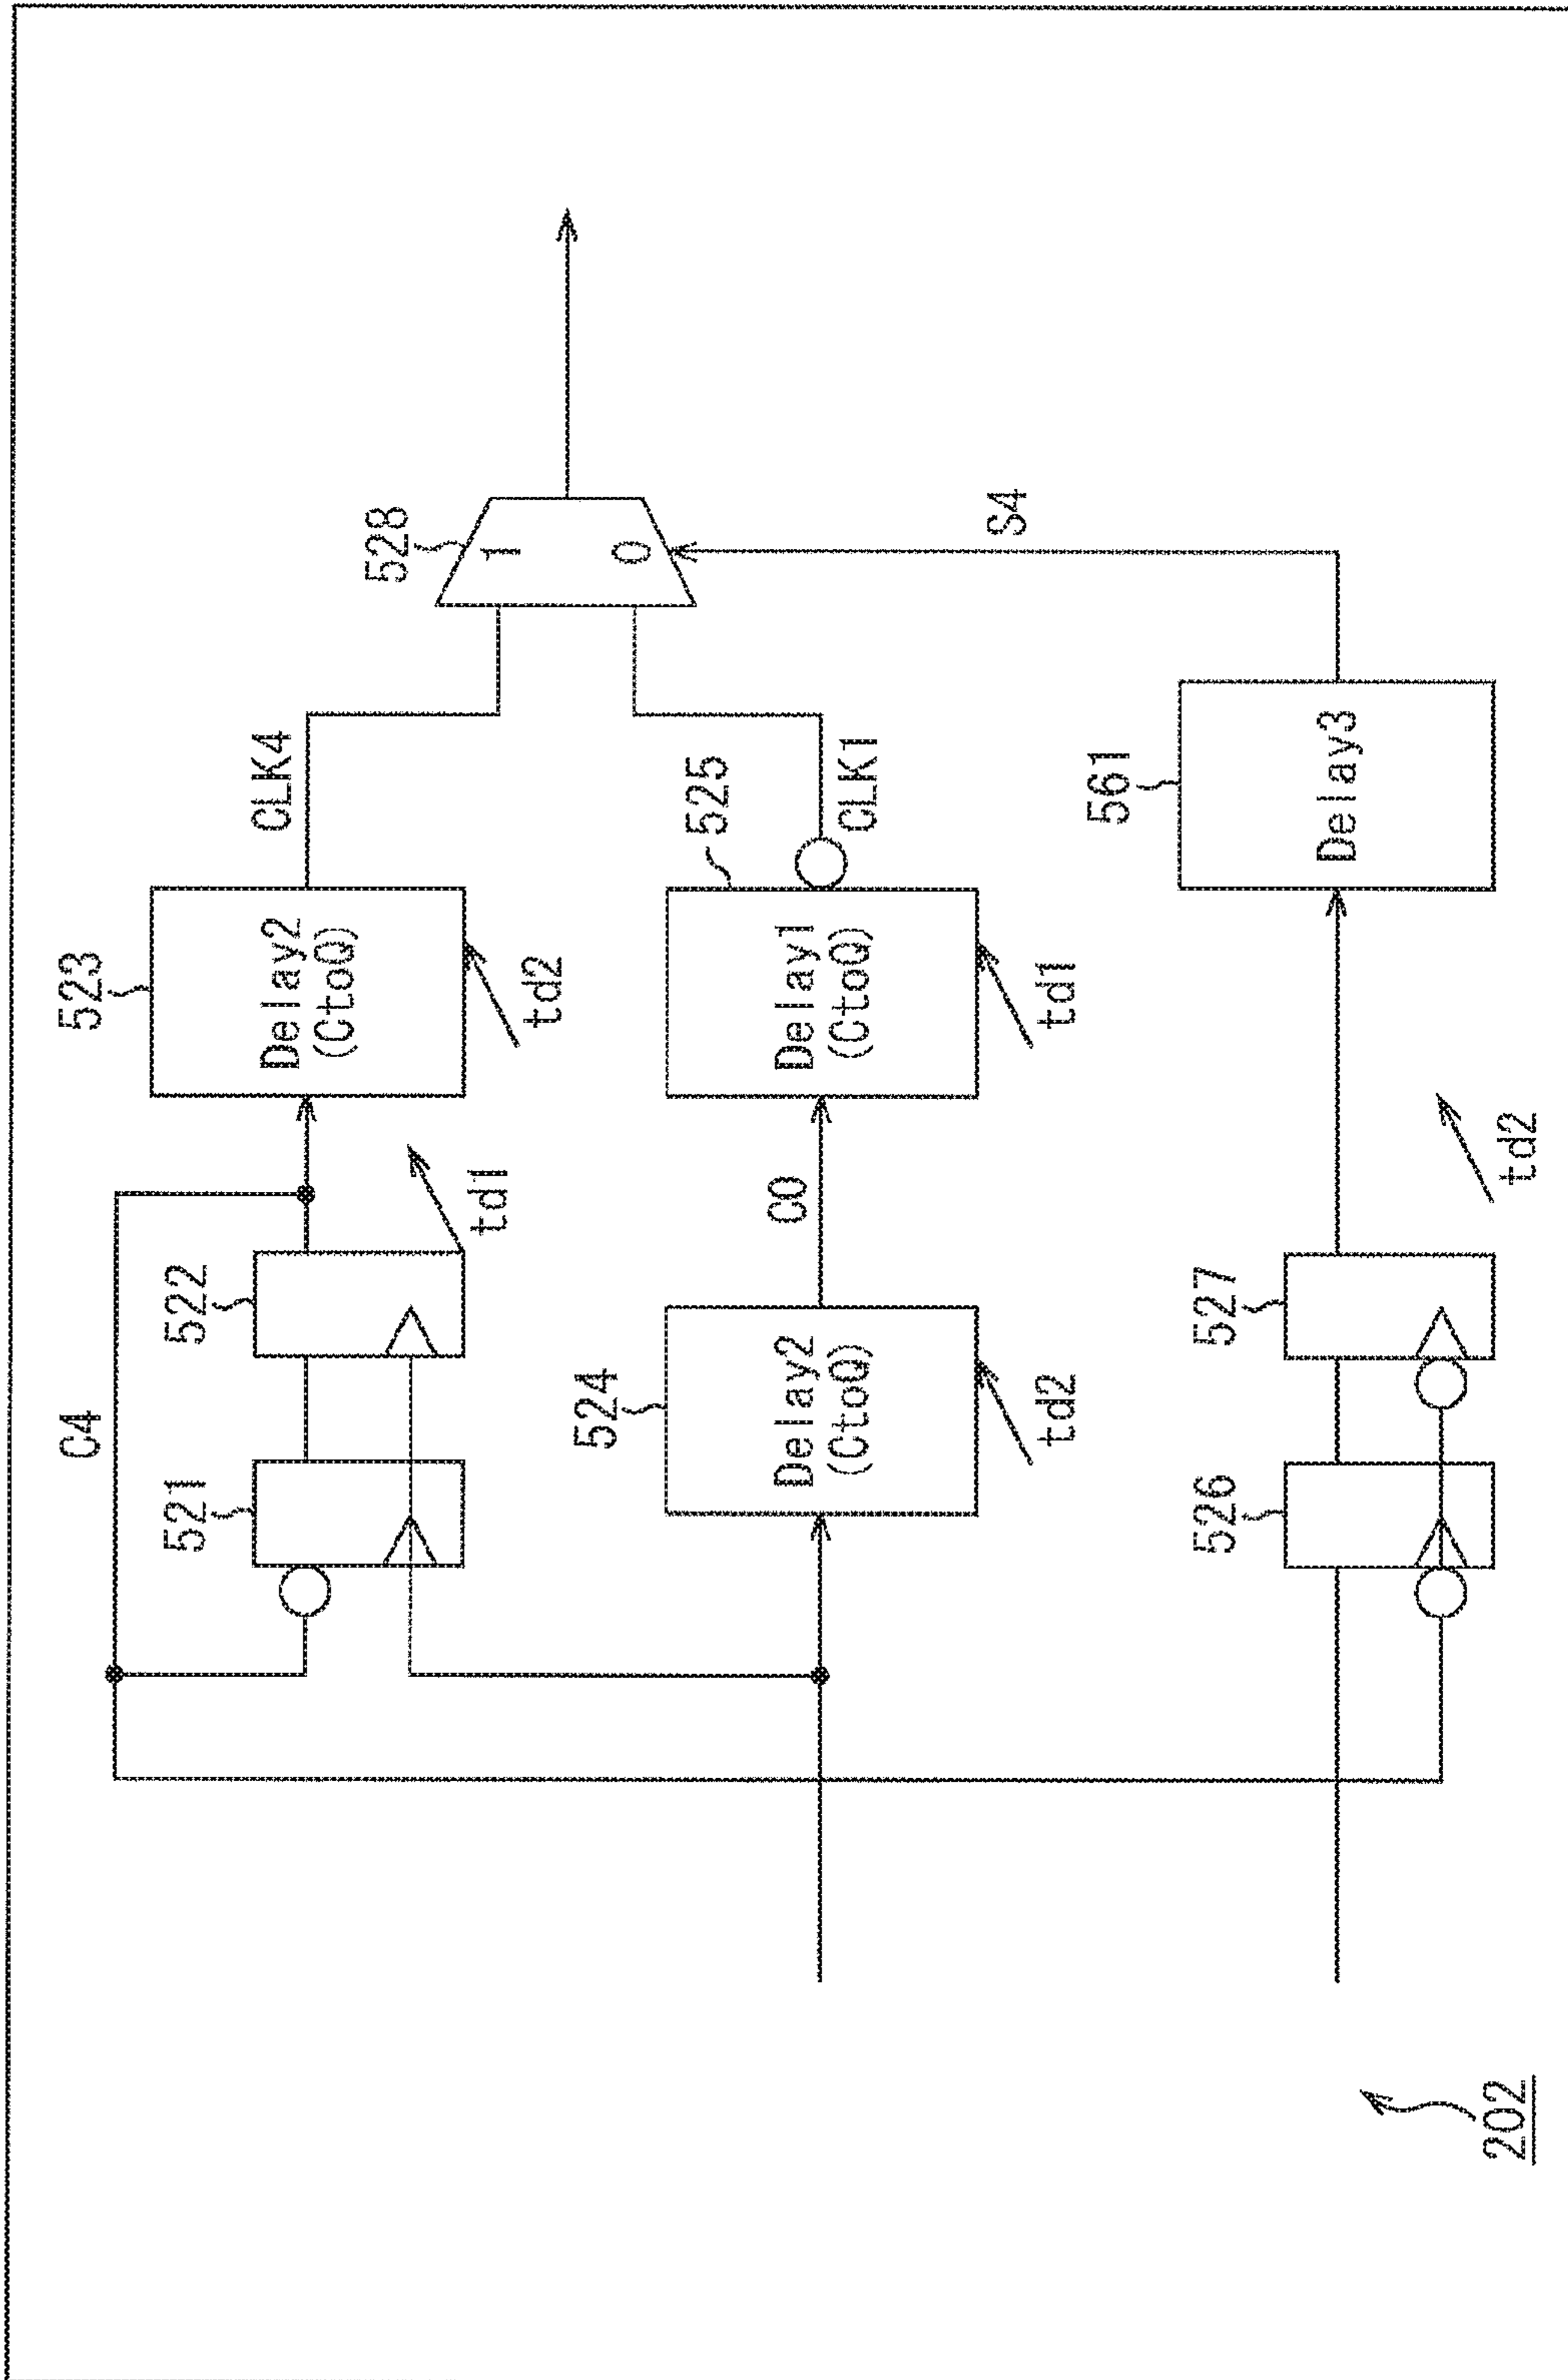 C4
521
522
td1
523
Delay2
(CtoQ)
td2
CLK4
528
1
0
524
Delay2
(CtoQ)
td2
C0
525
Delay1
(CtoQ)
td1
CLK1
S4
526
527
td2
561
Delay3
202